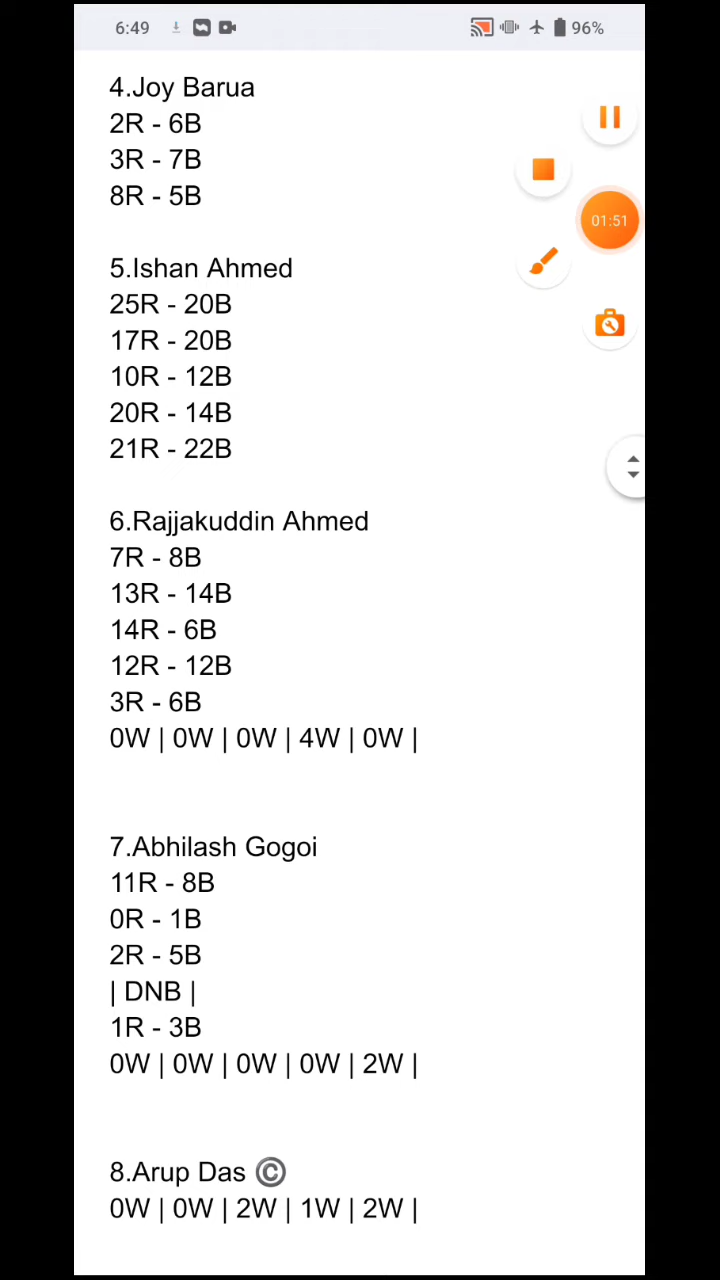 6:49
96%
4.Joy Barua
2R - 6B
3R - 7B
8R - 5B
01:51
5.Ishan Ahmed
25R - 20B
17R - 20B
10R - 12B
20R - 14B
21R - 22B
6.Rajjakuddin Ahmed
7R - 8B
13R - 14B
14R - 6B
12R - 12B
3R - 6B
0W | 0W | 0W | 4W | 0W |
7.Abhilash Gogoi
11R - 8B
0R - 1B
2R - 5B
| DNB |
1R - 3B
0W | 0W | 0W | 0W | 2W |
8.Arup Das ©️
0W | 0W | 2W | 1W | 2W |